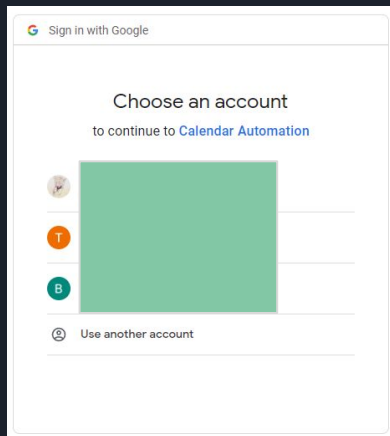 Sign in with Google
Choose an account
to continue to Calendar Automation
T
B
Use another account